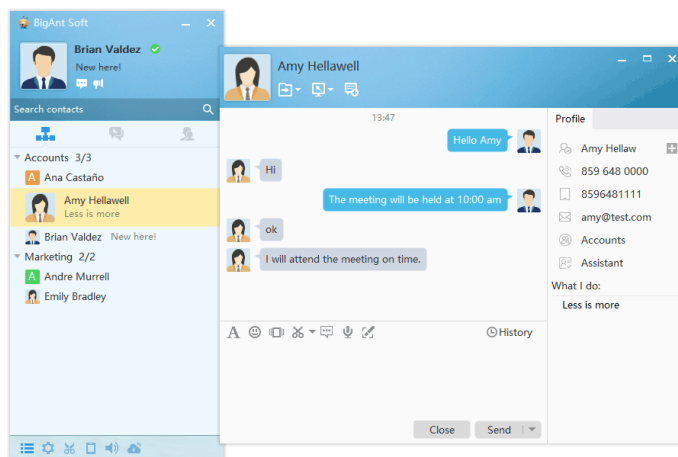 BigAnt Soft
Brian Valdez
New here!
Search contacts
Accounts 3/3
A Ana Castaño
Amy Hellawell
Less is more
Brian Valdez New here!
Marketing 2/2
A Andre Murrell
Emily Bradley
Amy Hellawell
13:47
Hello Amy
Hi
The meeting will be held at 10:00 am
ok
I will attend the meeting on time.
A
History
Close
Send
Profile
Amy Hellaw
859 648 0000
8596481111
amy@test.com
Accounts
Assistant
What I do:
Less is more